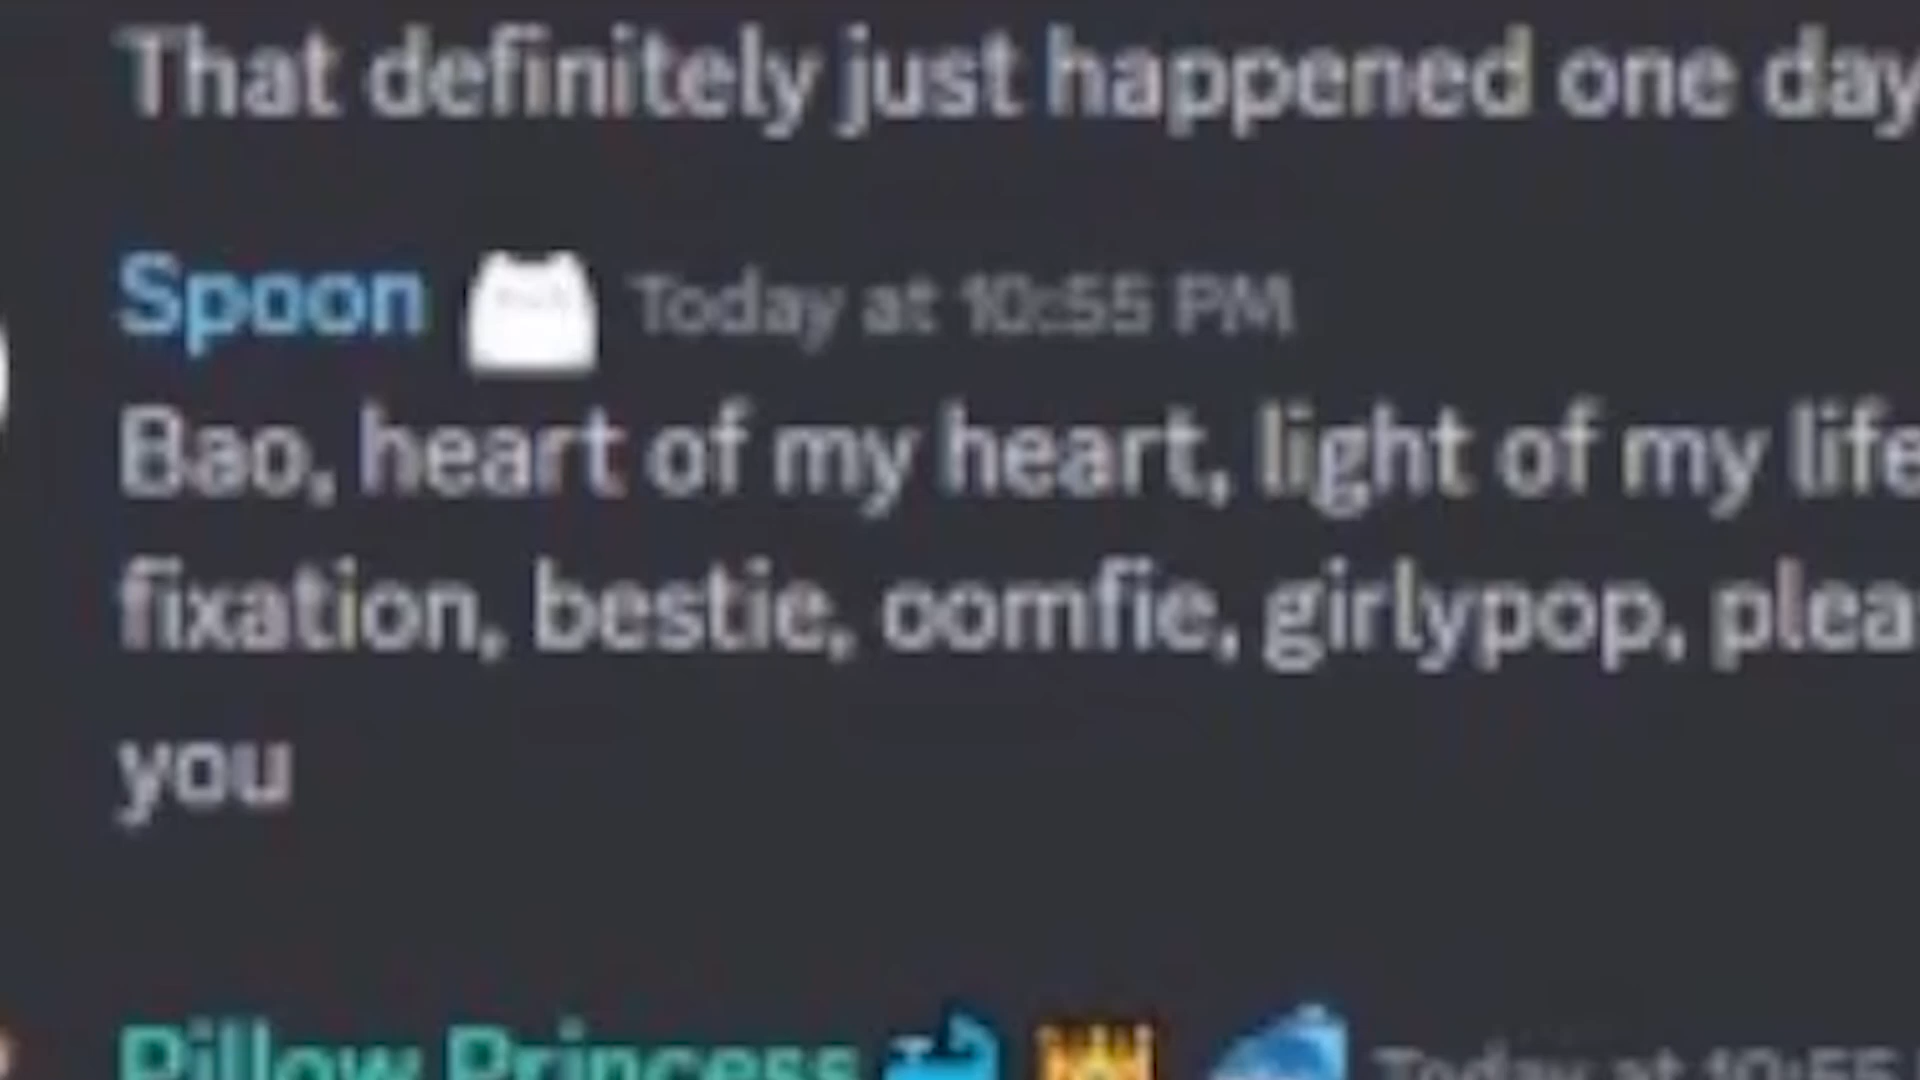 That definitely just happened one day
Spoon Today at 10:55 PM
Bao, heart of my heart, light of my life
fixation, bestie, oomfie, girlypop, plea
you
Pillow Princess Today at 10:55